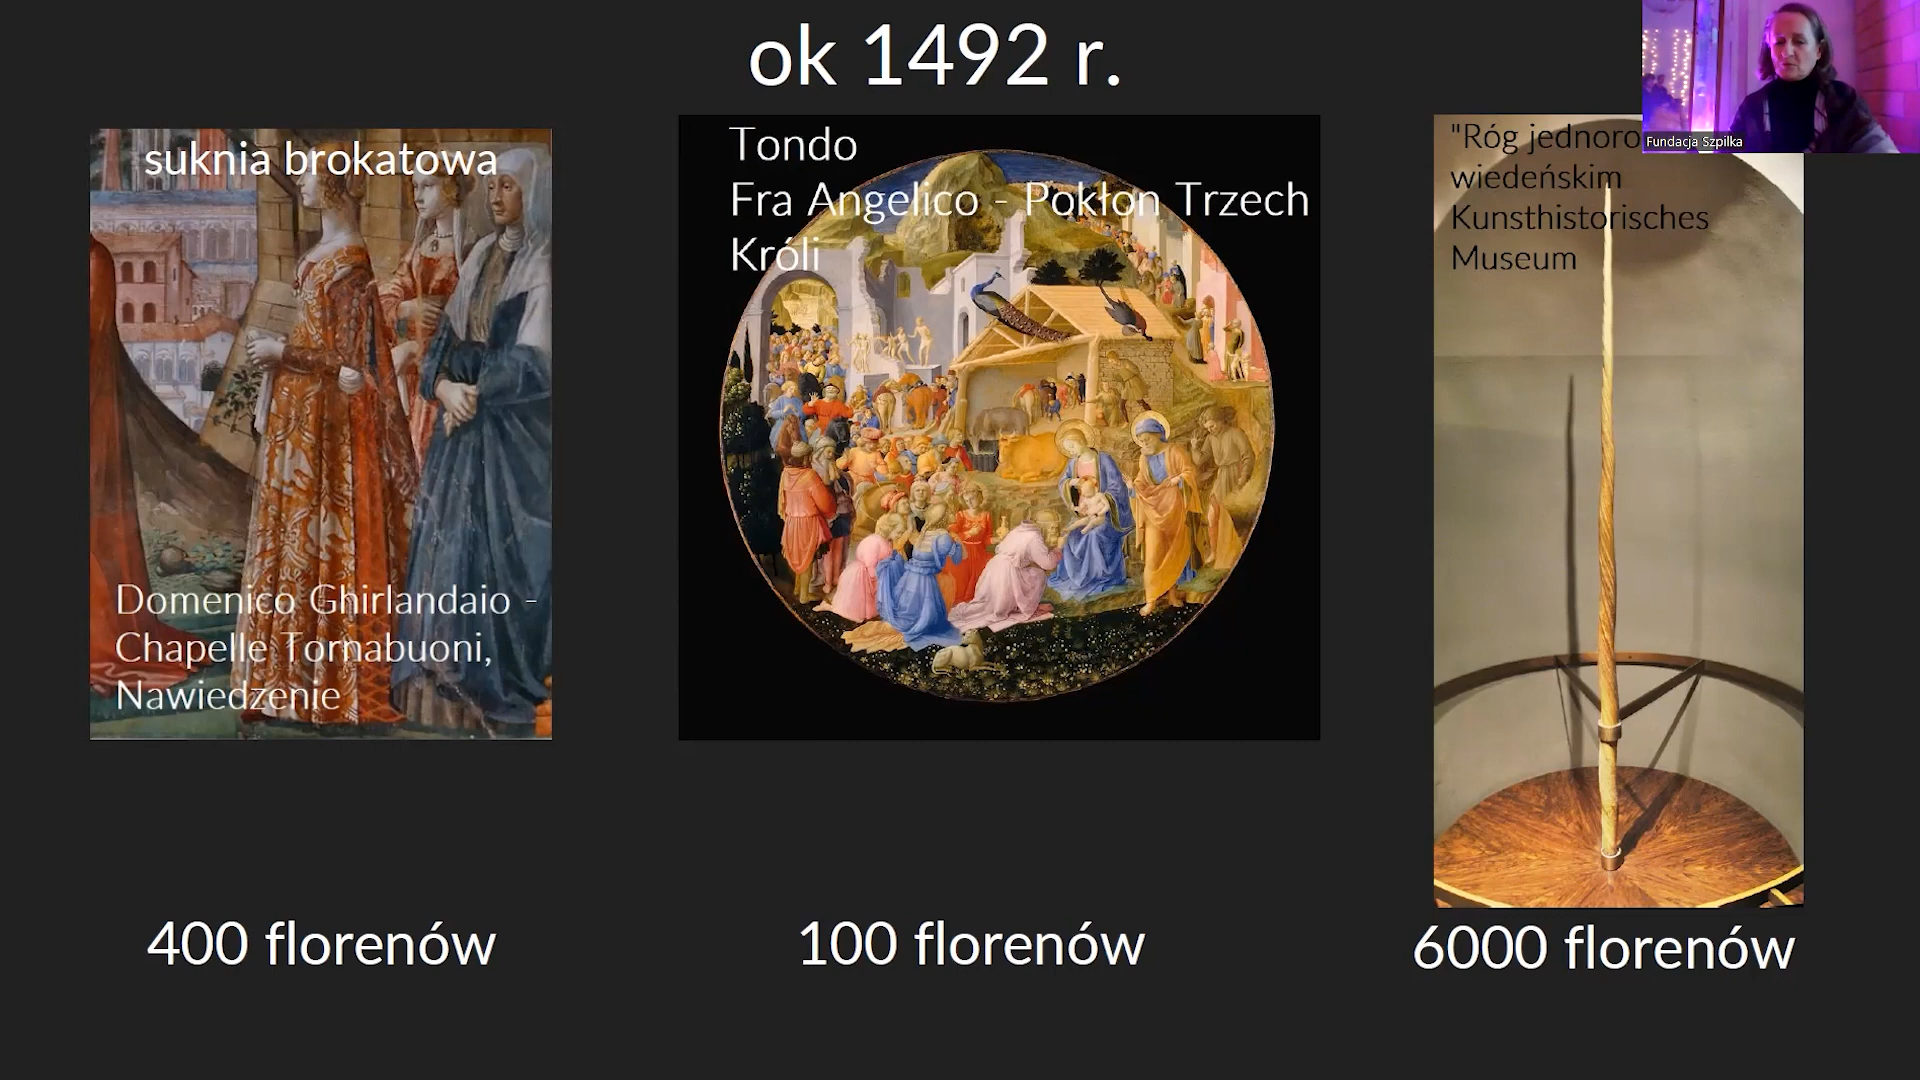 ok 1492 r.
suknia brokatowa
Domenico Ghirlandaio -
Chapelle Tornabuoni,
Nawiedzenie
400 florenów
Tondo
Fra Angelico - Pokłon Trzech
Króli
100 florenów
"Róg jednoro
wiedeńskim
Kunsthistorisches
Museum
6000 florenów
Fundacja Szpilka